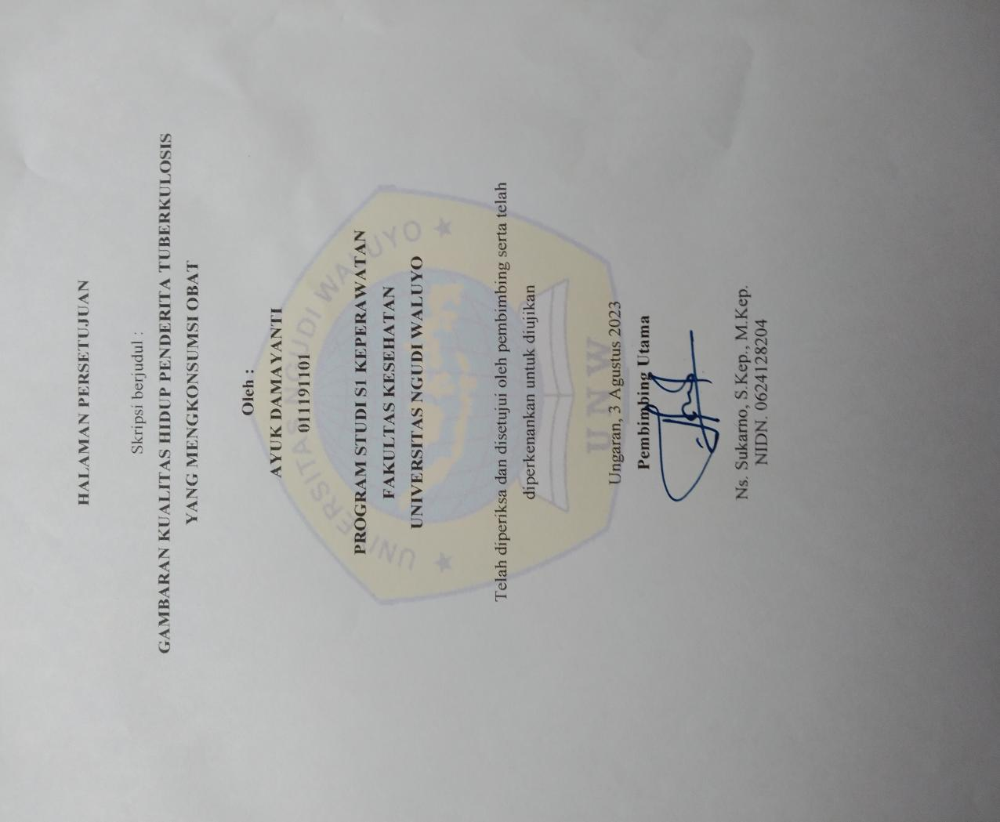 HALAMAN PERSETUJUAN
Skripsi berjudul :
GAMBARAN KUALITAS HIDUP PENDERITA TUBERKULOSIS
YANG MENGKONSUMSI OBAT
Oleh :
AYUK DAMAYANTI
011191101
PROGRAM STUDI S1 KEPERAWATAN
FAKULTAS KESEHATAN
UNIVERSITAS NGUDI WALUYO
Telah diperiksa dan disetujui oleh pembimbing serta telah
diperkenankan untuk diujikan
Ungaran, 3 Agustus 2023
Pembimbing Utama
Ns. Sukarno, S.Kep., M.Kep.
NIDN. 0624128204
UNIVERSITAS NGUDI WALUYO
UNW